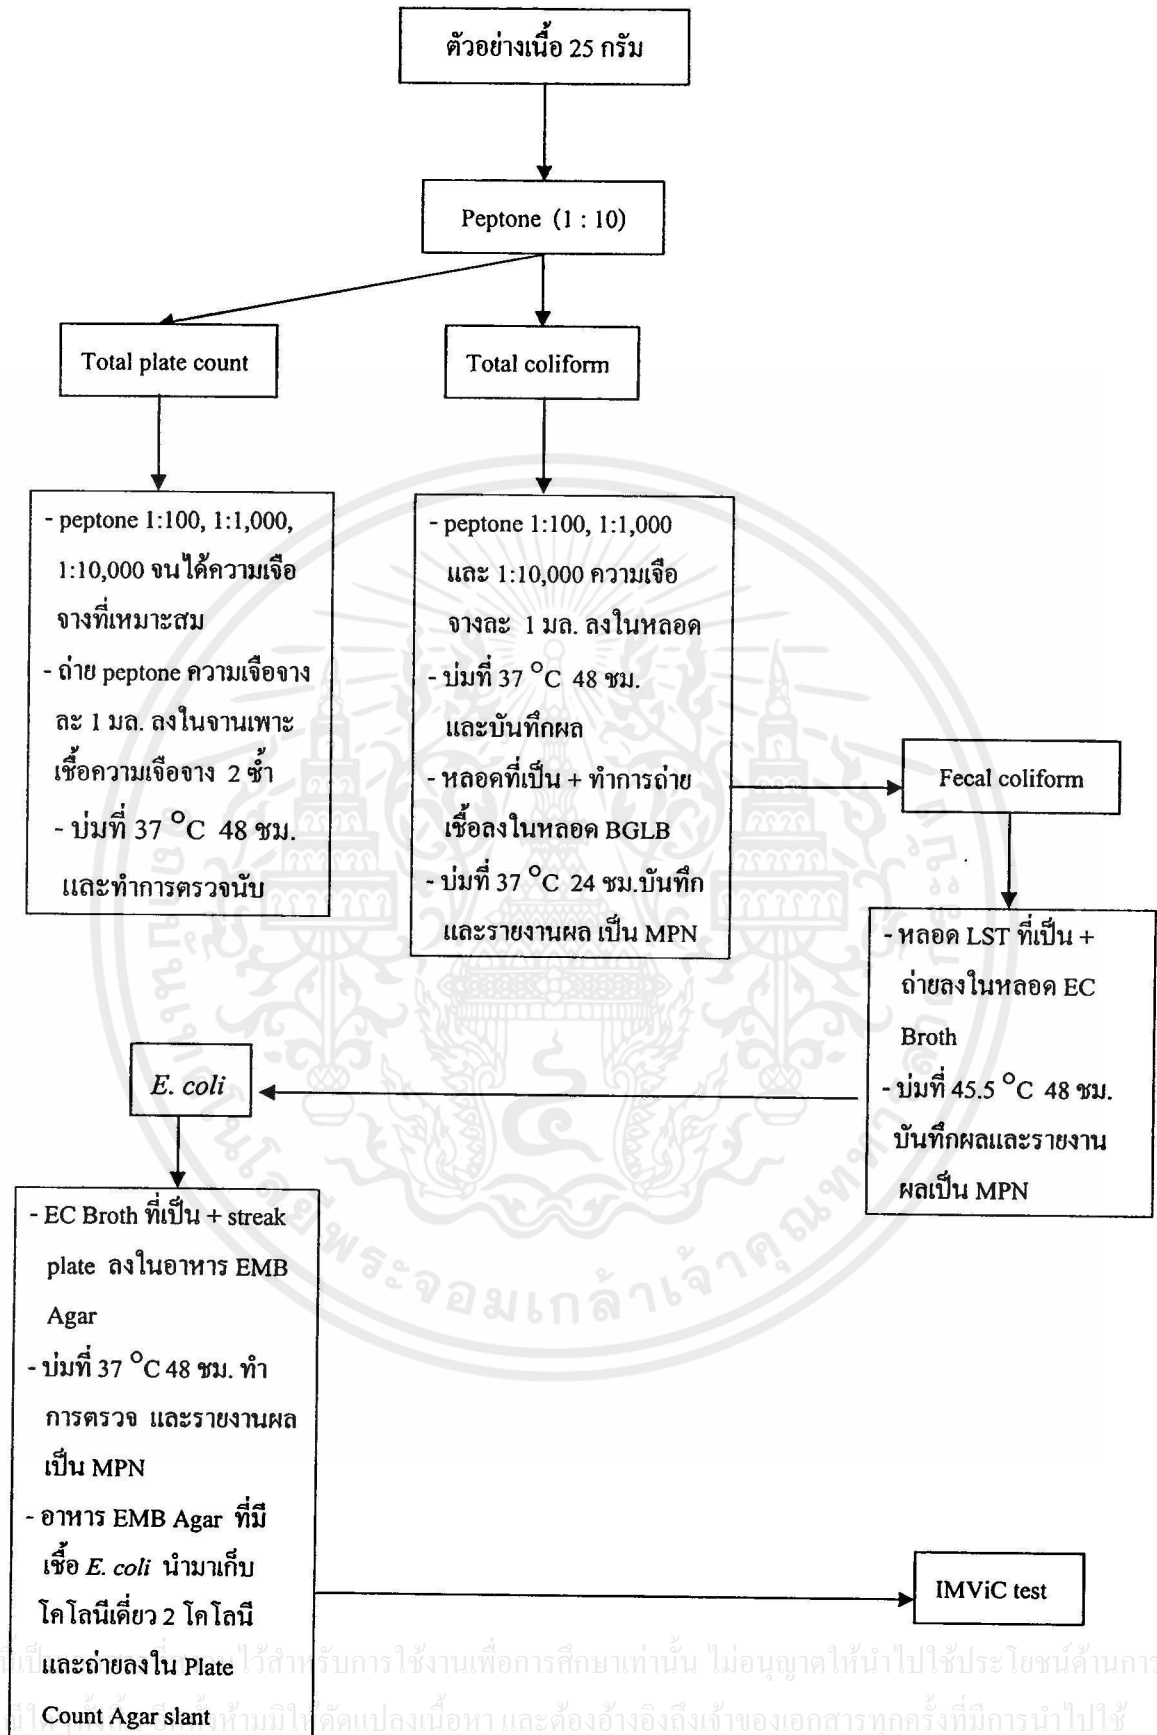 ตัวอย่างเนื้อ 25 กรัม
Peptone (1 : 10)
Total plate count
Total coliform
- peptone 1:100, 1:1,000,
1:10,000 จนได้ความเจือ
จางที่เหมาะสม
- ถ่าย peptone ความเจือจาง
ละ 1 มล. ลงในจานเพาะ
เชื้อความเจือจาง 2 ซ้ำ
- บ่มที่ 37 °C 48 ชม.
และทำการตรวจนับ
- peptone 1:100, 1:1,000
และ 1:10,000 ความเจือ
จางละ 1 มล. ลงในหลอด
- บ่มที่ 37 °C 48 ชม.
และบันทึกผล
- หลอดที่เป็น + ทำการถ่าย
เชื้อลงในหลอด BGLB
- บ่มที่ 37 °C 24 ชม.บันทึก
และรายงานผล เป็น MPN
Fecal coliform
- หลอด LST ที่เป็น +
ถ่ายลงในหลอด EC
Broth
- บ่มที่ 45.5 °C 48 ชม.
บันทึกผลและรายงาน
ผลเป็น MPN
E. coli
- EC Broth ที่เป็น + streak
plate ลงในอาหาร EMB
Agar
- บ่มที่ 37 °C 48 ชม. ทำ
การตรวจ และรายงานผล
เป็น MPN
- อาหาร EMB Agar ที่มี
เชื้อ E. coli นำมาเก็บ
โคโลนีเดี่ยว 2 โคโลนี
และถ่ายลงใน Plate
Count Agar slant
IMViC test
พระจอมเกล้าเจ้าคุณทหาร
ไว้สำหรับการใช้งานเพื่อการศึกษาเท่านั้น ไม่อนุญาตให้นำไปใช้ประโยชน์ด้านการ
ห้ามมิให้ดัดแปลงเนื้อหา และต้องอ้างอิงถึงเจ้าของเอกสารทุกครั้งที่มีการนำไปใช้